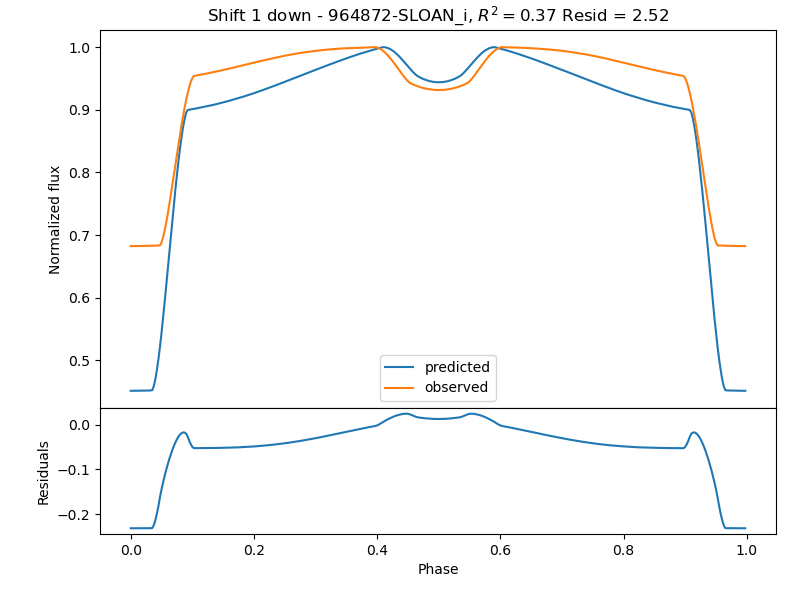 Shift 1 down - 964872-SLOAN_i, R² = 0.37 Resid = 2.52
Normalized flux
1.0
0.9
0.8
0.7
0.6
0.5
predicted
observed
Residuals
0.0
−0.1
−0.2
0.0 0.2 0.4 0.6 0.8 1.0
Phase